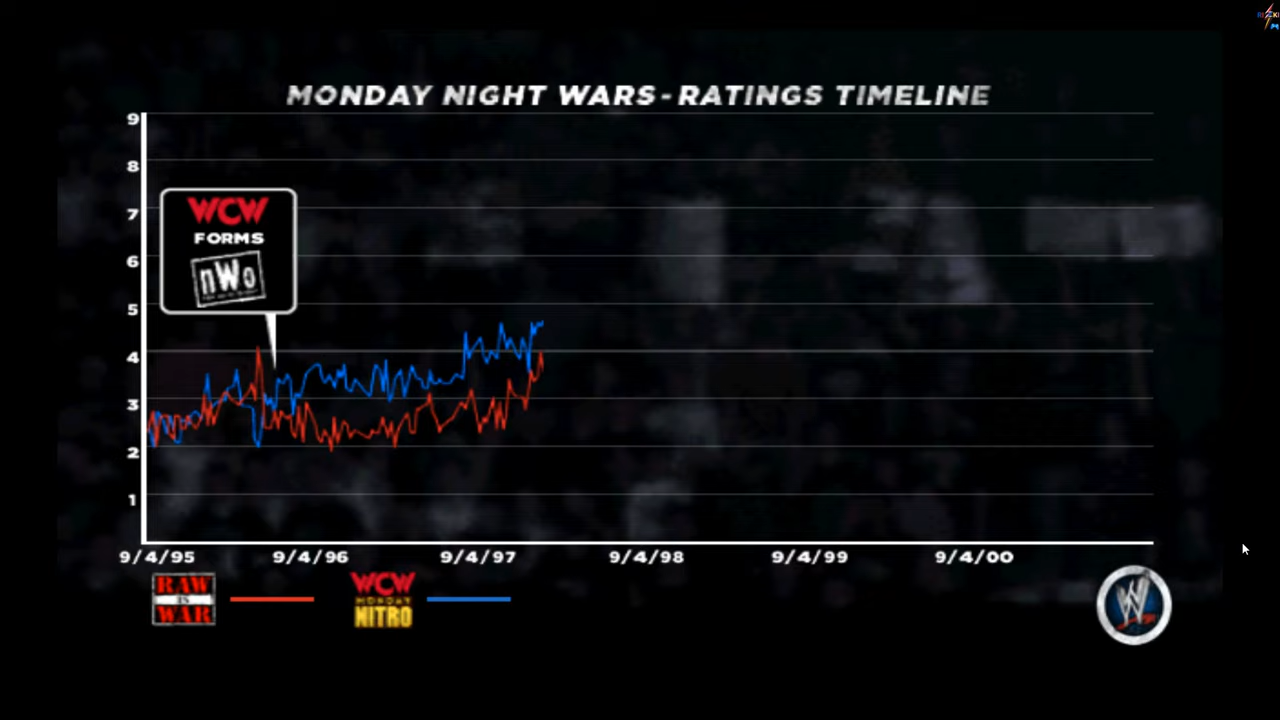 MONDAY NIGHT WARS - RATINGS TIMELINE
9
8
7
6
5
4
3
2
1
WCW
FORMS
nWo
9/4/95 9/4/96 9/4/97 9/4/98 9/4/99 9/4/00
RAW
IS
WAR
WCW
MONDAY
NITRO
W